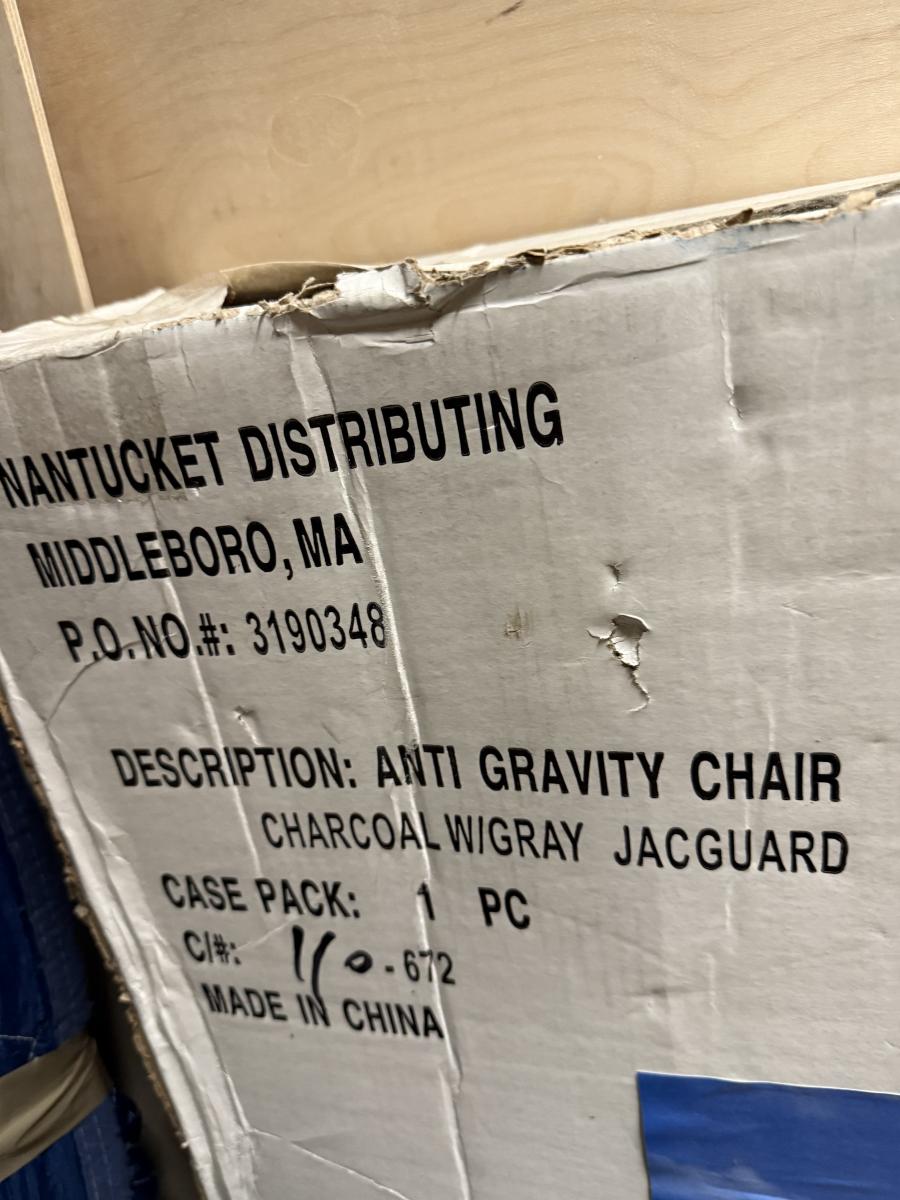 NANTUCKET DISTRIBUTING
MIDDLEBORO, MA
P.O.NO.#: 3190348
DESCRIPTION: ANTI GRAVITY CHAIR
CHARCOAL W/GRAY JACGUARD
CASE PACK: 1 PC
C/#: 110-672
MADE IN CHINA